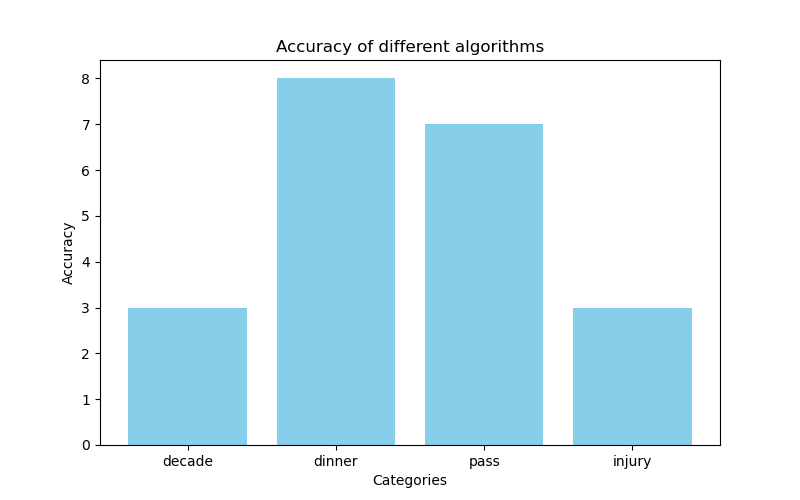 Accuracy of different algorithms
Accuracy
8
7
6
5
4
3
2
1
0
decade dinner pass injury
Categories